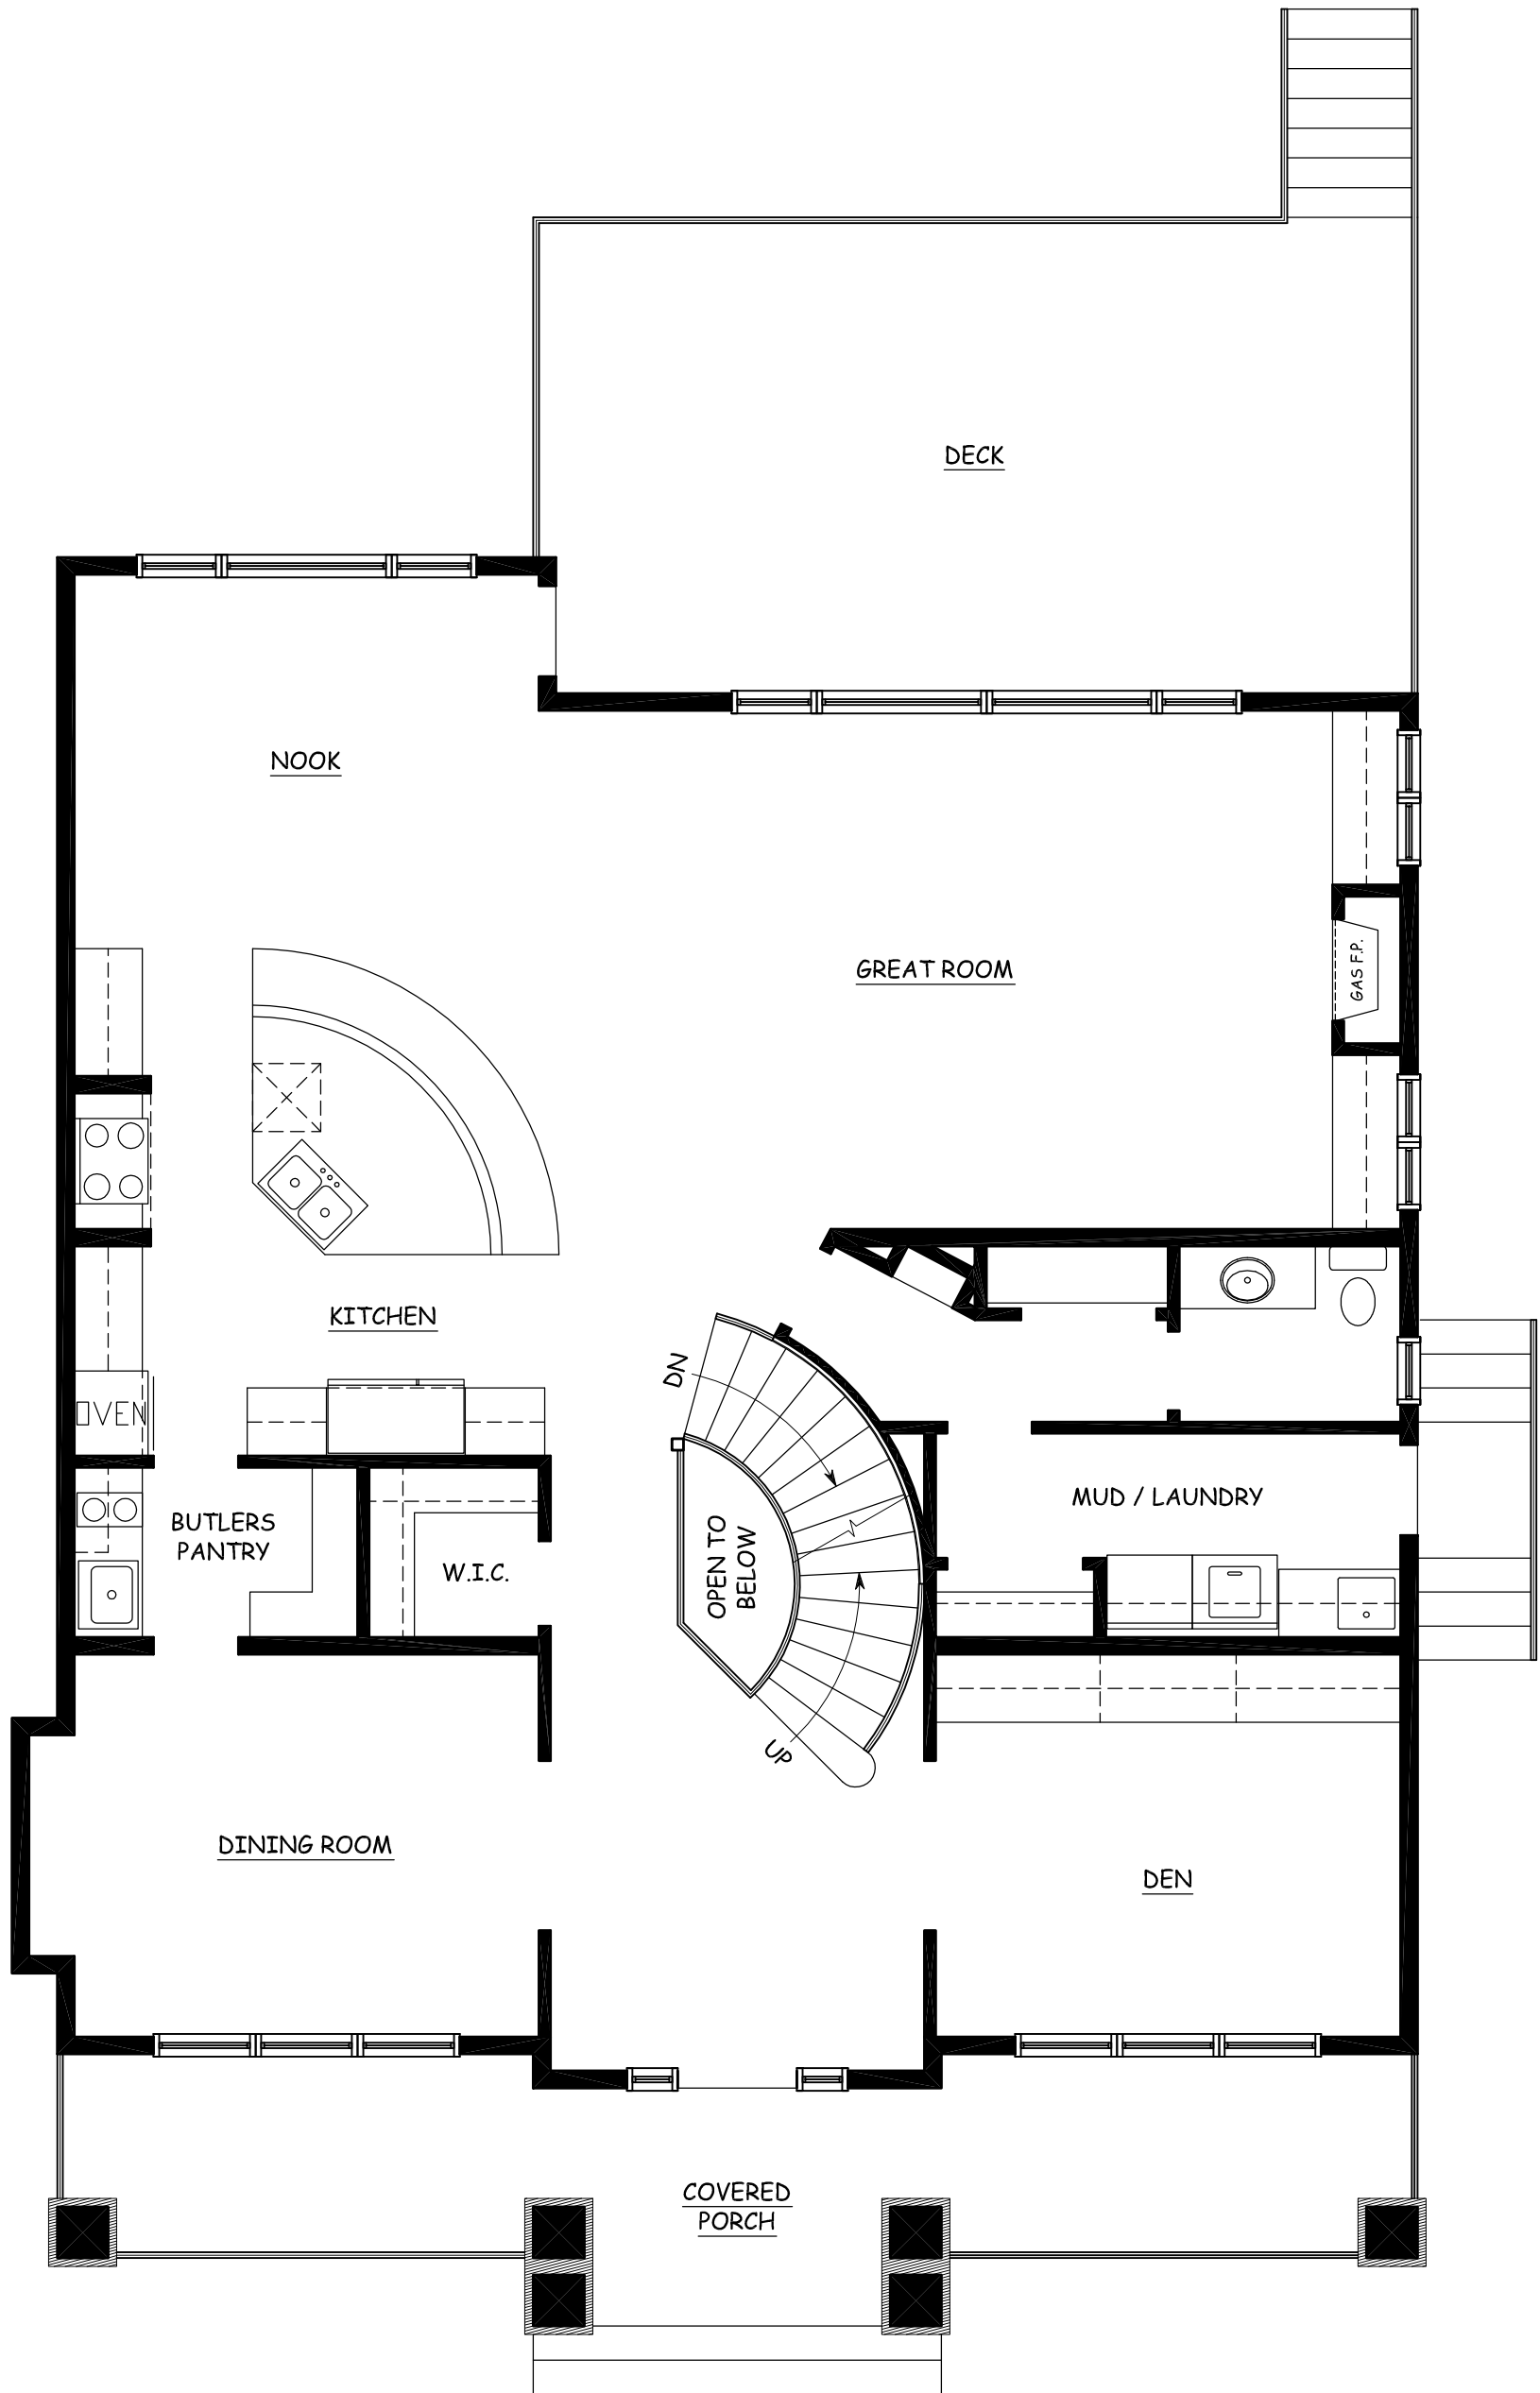 DECK
NOOK
GREAT ROOM
GAS F.P.
KITCHEN
DN
OVEN
MUD / LAUNDRY
BUTLERS
PANTRY
W.I.C.
OPEN TO
BELOW
UP
DINING ROOM
DEN
COVERED
PORCH